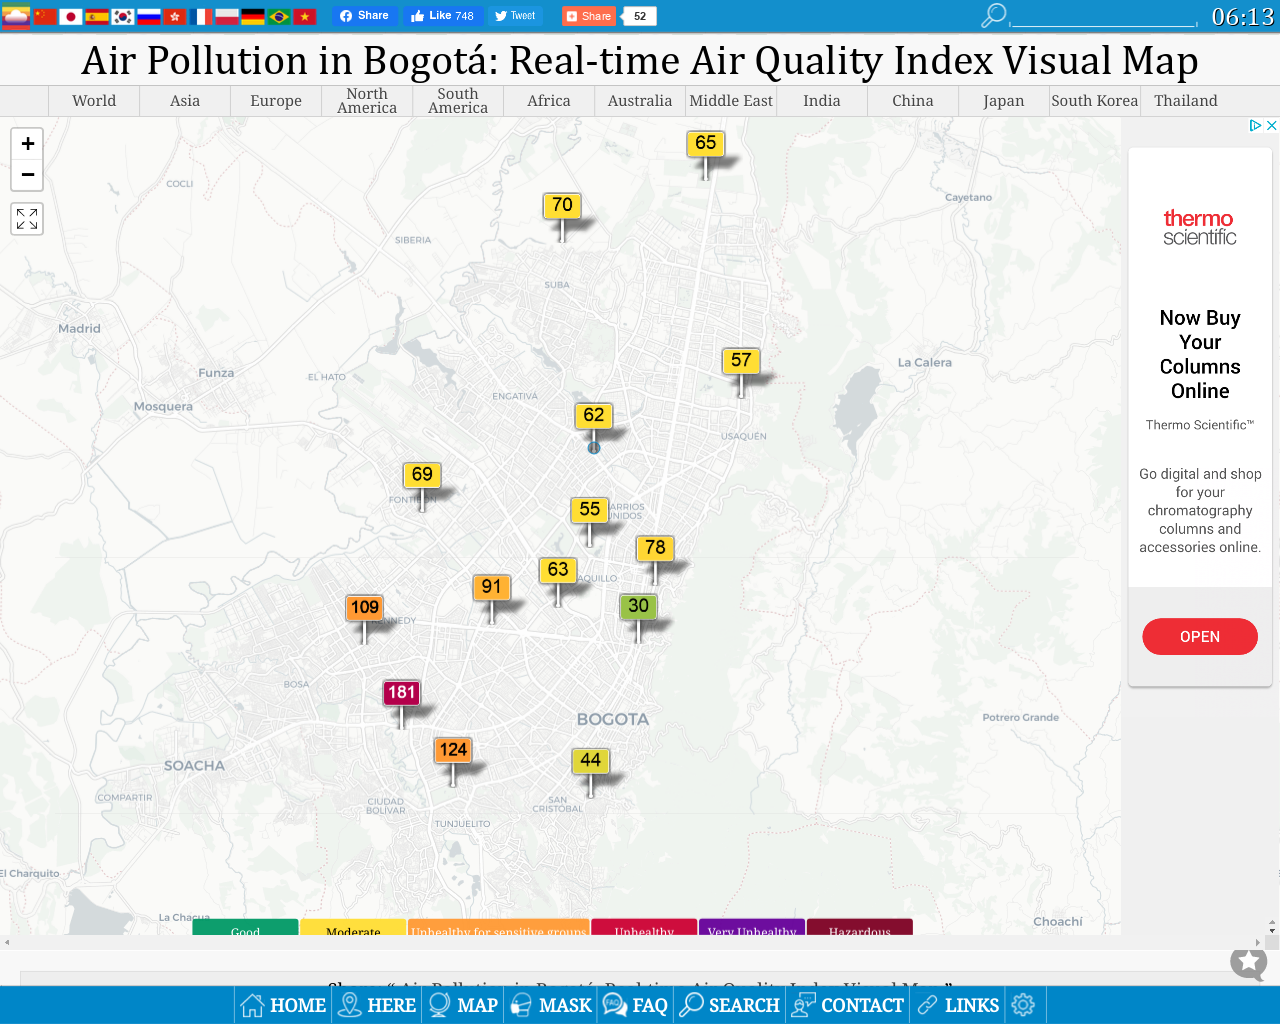 Share
Like 748
Tweet
Share
52
06:13
Air Pollution in Bogotá: Real-time Air Quality Index Visual Map
World
Asia
Europe
North
America
South
America
Africa
Australia
Middle East
India
China
Japan
South Korea
Thailand
+
−
65
COCLI
Cayetano
70
SIBERIA
SUBA
Madrid
57
La Calera
Funza
EL HATO
ENGATIVÁ
Mosquera
62
USAQUÉN
69
FONTIBÓN
55
ARRIOS
UNIDOS
78
63
AQUILLO
91
30
109
KENNEDY
BOSA
181
BOGOTA
Potrero Grande
124
44
SOACHA
COMPARTIR
CIUDAD
BOLÍVAR
SAN
CRISTÓBAL
TUNJUELITO
El Charquito
La Chacua
Choachí
Good
Moderate
Unhealthy for sensitive groups
Unhealthy
Very Unhealthy
Hazardous
thermo
scientific
Now Buy
Your
Columns
Online
Thermo Scientific™
Go digital and shop
for your
chromatography
columns and
accessories online.
OPEN
HOME
HERE
MAP
MASK
FAQ
SEARCH
CONTACT
LINKS